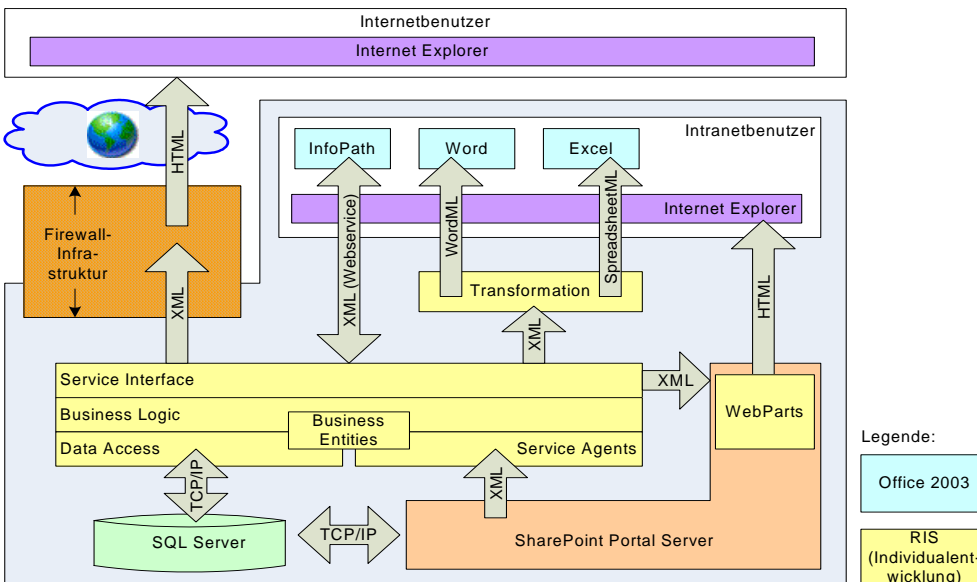 Internetbenutzer
Internet Explorer
HTML
Intranetbenutzer
InfoPath
Word
Excel
Internet Explorer
Firewall-
Infra-
struktur
XML
XML (Webservice)
WordML
SpreadsheetML
Transformation
HTML
XML
Service Interface
XML
Business Logic
WebParts
Business
Entities
Data Access
Service Agents
TCP/IP
XML
SQL Server
TCP/IP
SharePoint Portal Server
Legende:
Office 2003
RIS
(Individualent-
wicklung)